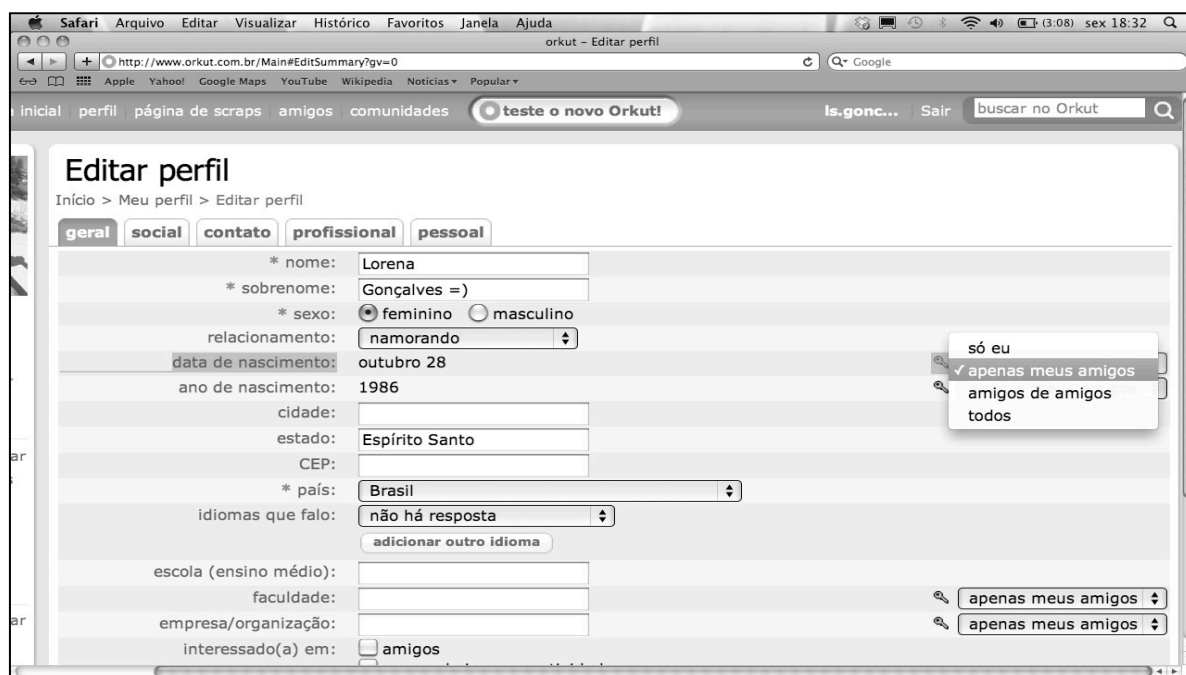 Safari Arquivo Editar Visualizar Histórico Favoritos Janela Ajuda (3:08) sex 18:32
orkut – Editar perfil
http://www.orkut.com.br/Main#EditSummary?gv=0 Google
Apple Yahoo! Google Maps YouTube Wikipedia Notícias Popular
inicial perfil página de scraps amigos comunidades teste o novo Orkut! ls.gonc... Sair buscar no Orkut
Editar perfil
Início > Meu perfil > Editar perfil
geral social contato profissional pessoal
* nome: Lorena
* sobrenome: Gonçalves =)
* sexo: feminino masculino
relacionamento: namorando
só eu
data de nascimento: outubro 28 ✓ apenas meus amigos
ano de nascimento: 1986 amigos de amigos
cidade: todos
estado: Espírito Santo
CEP:
* país: Brasil
idiomas que falo: não há resposta
adicionar outro idioma
escola (ensino médio):
faculdade: apenas meus amigos
empresa/organização: apenas meus amigos
interessado(a) em: amigos